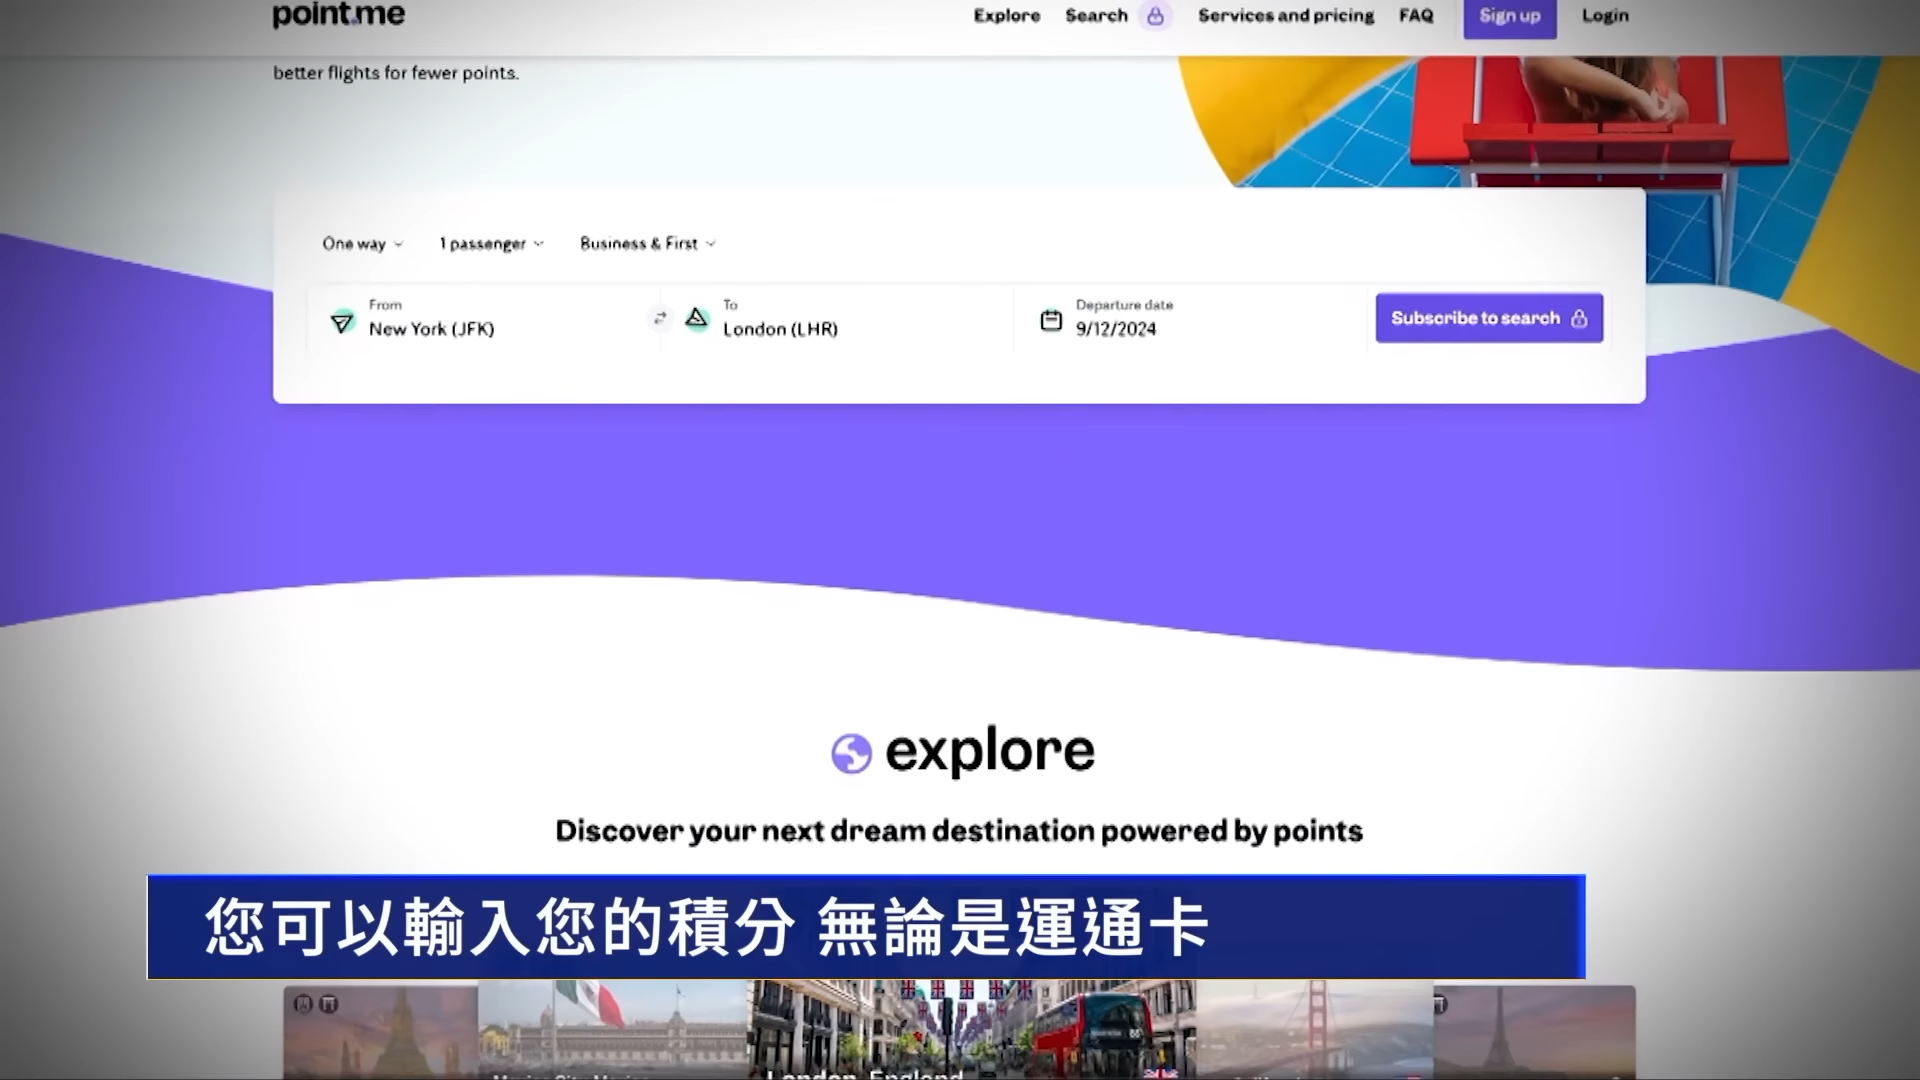 point.me
Explore
Search
Services and pricing
FAQ
Sign up
Login
better flights for fewer points.
One way
1 passenger
Business & First
From
New York (JFK)
To
London (LHR)
Departure date
9/12/2024
Subscribe to search
explore
Discover your next dream destination powered by points
您可以輸入您的積分 無論是運通卡
London, England